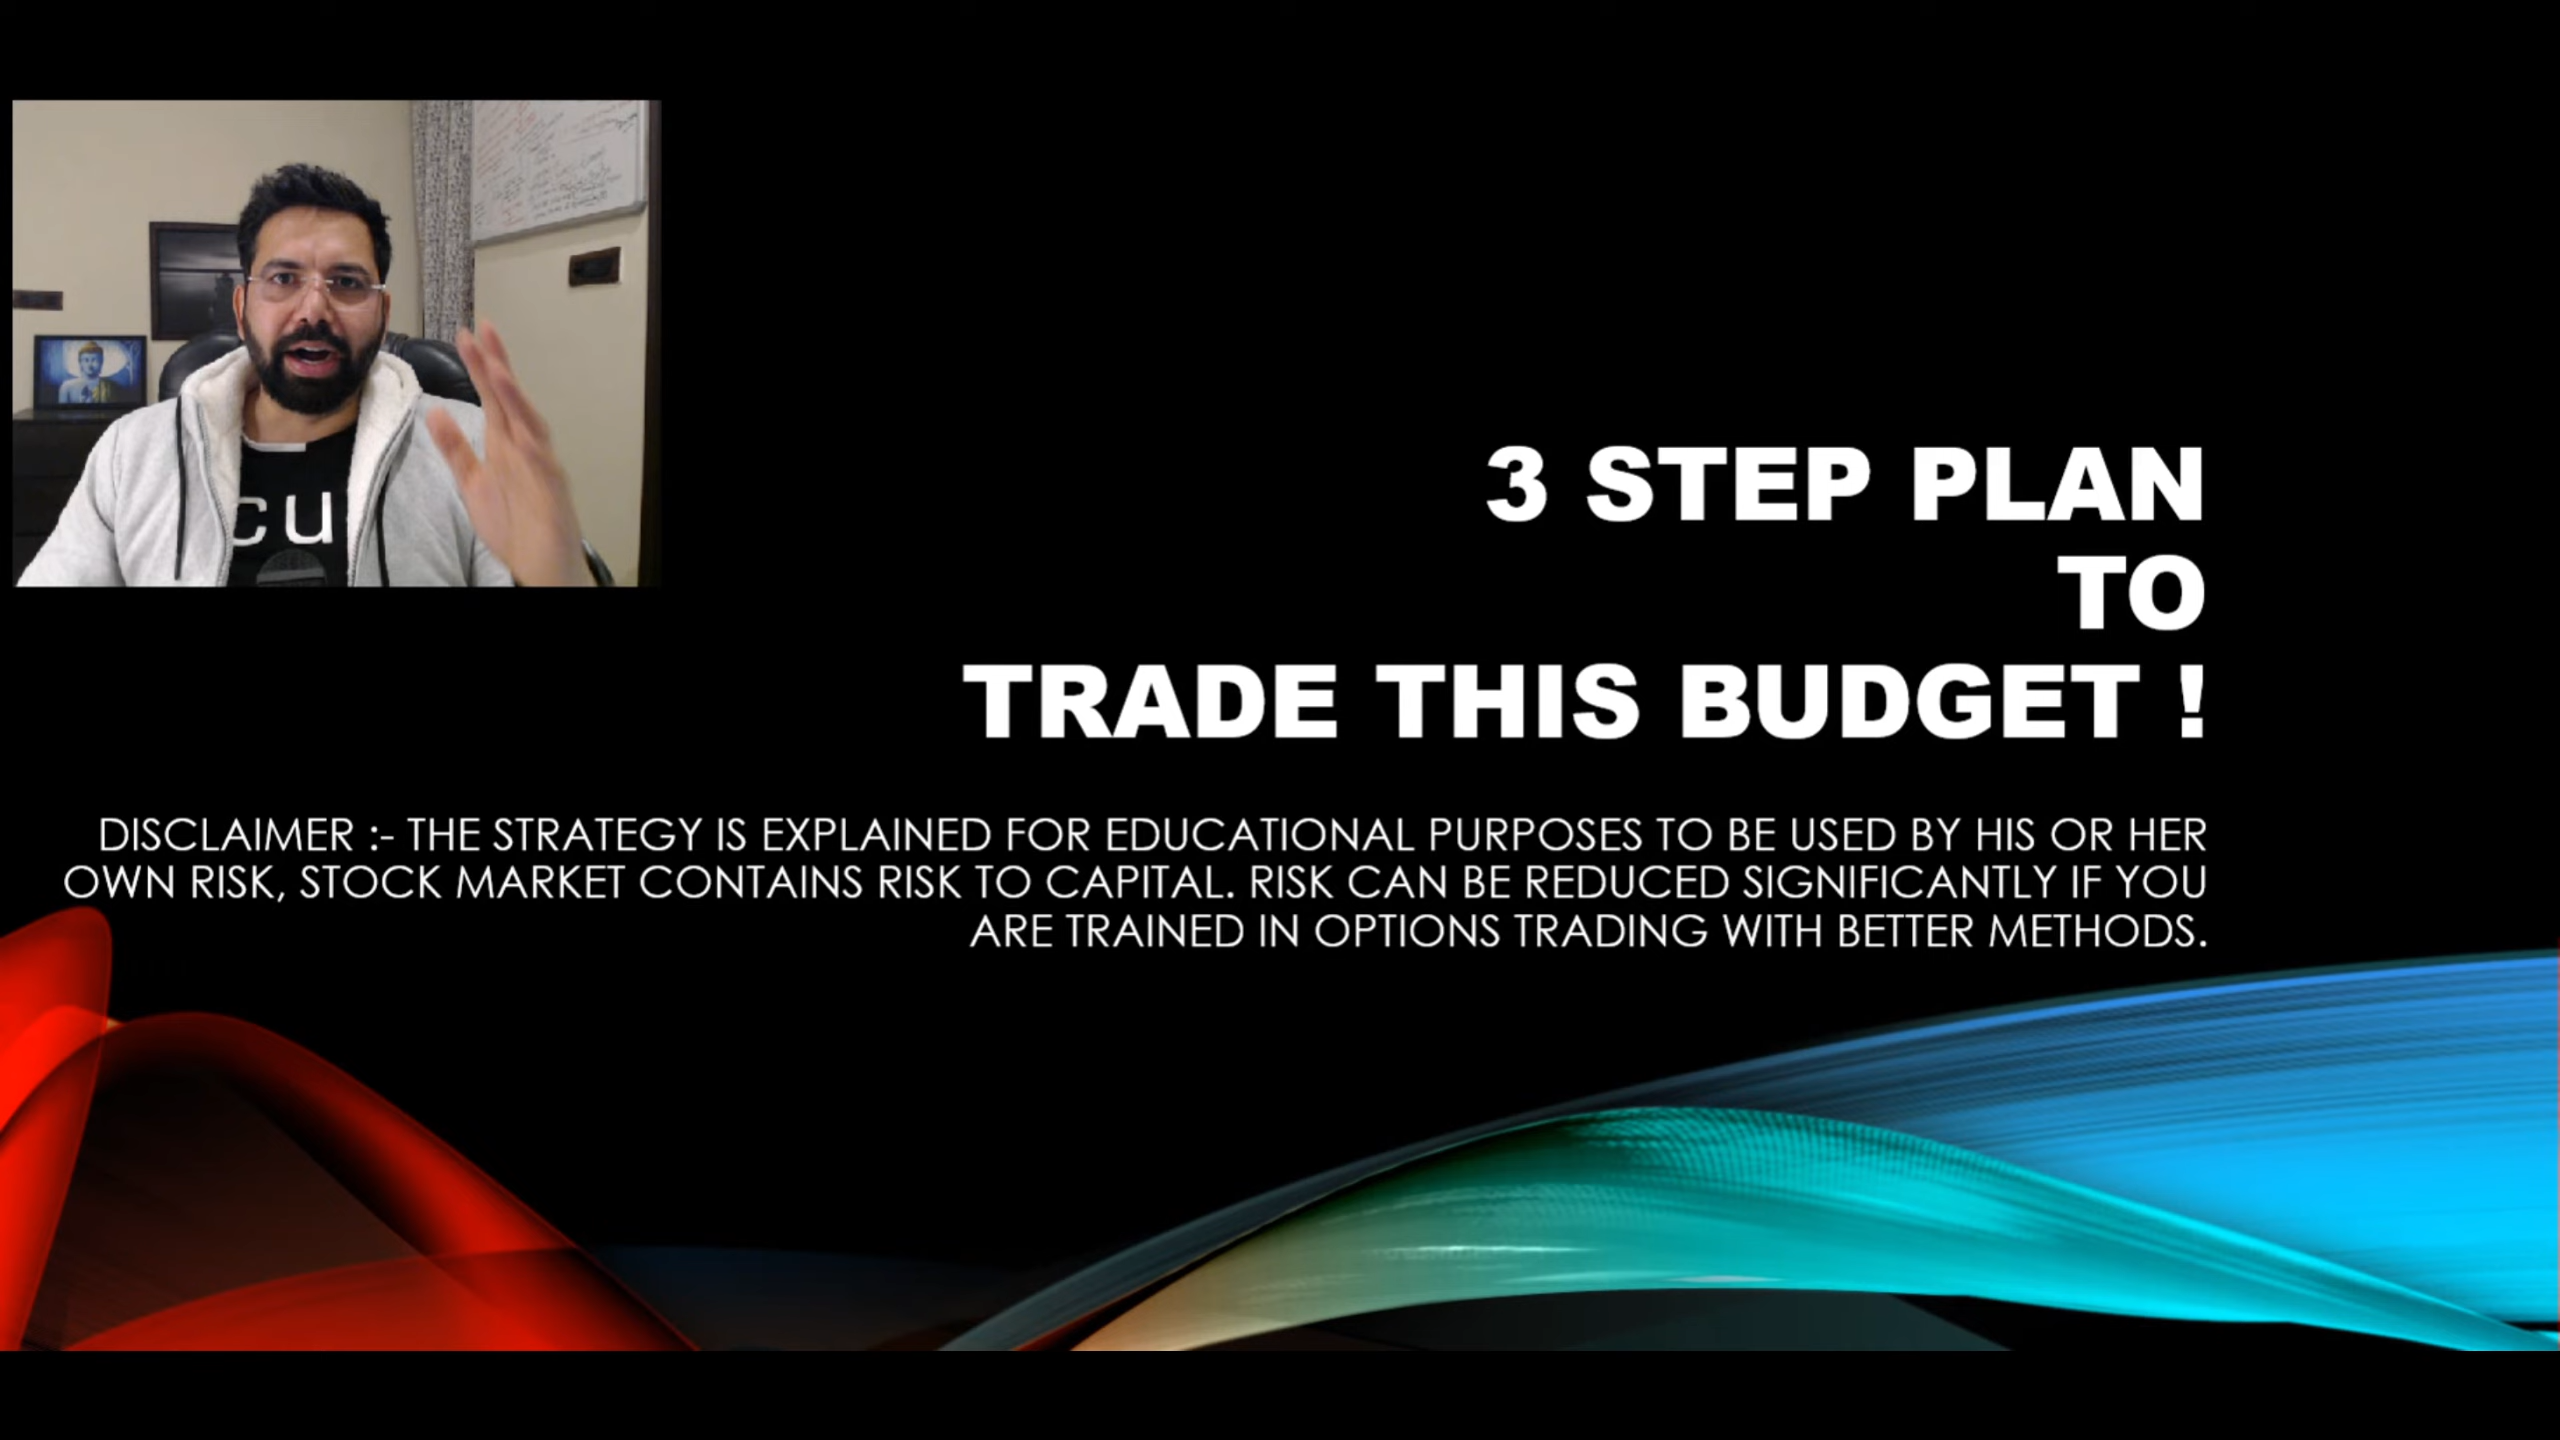 cu
3 STEP PLAN
TO
TRADE THIS BUDGET !
DISCLAIMER :- THE STRATEGY IS EXPLAINED FOR EDUCATIONAL PURPOSES TO BE USED BY HIS OR HER
OWN RISK, STOCK MARKET CONTAINS RISK TO CAPITAL. RISK CAN BE REDUCED SIGNIFICANTLY IF YOU
ARE TRAINED IN OPTIONS TRADING WITH BETTER METHODS.